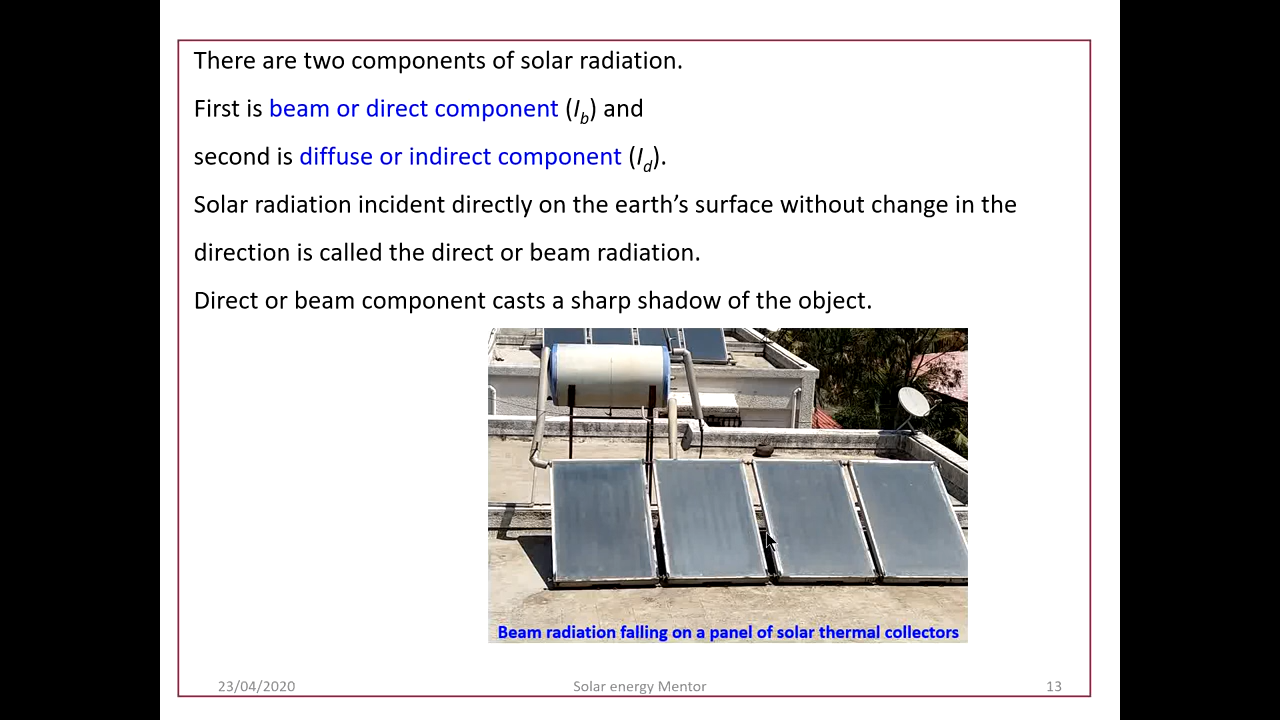 There are two components of solar radiation.
First is beam or direct component (Ib) and
second is diffuse or indirect component (Id).
Solar radiation incident directly on the earth’s surface without change in the
direction is called the direct or beam radiation.
Direct or beam component casts a sharp shadow of the object.
Beam radiation falling on a panel of solar thermal collectors
23/04/2020
Solar energy Mentor
13